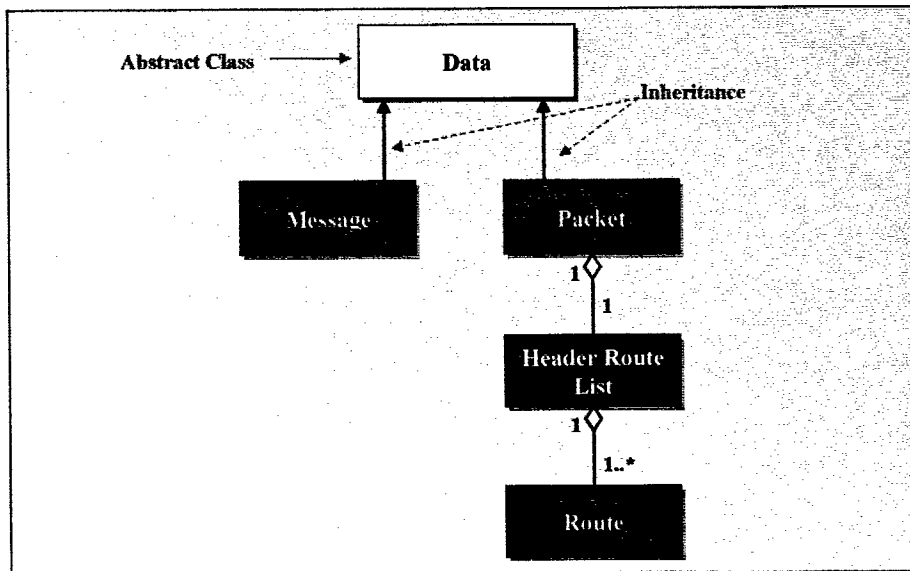 Abstract Class
Data
Inheritance
Message
Packet
1
1
Header Route
List
1
1..*
Route